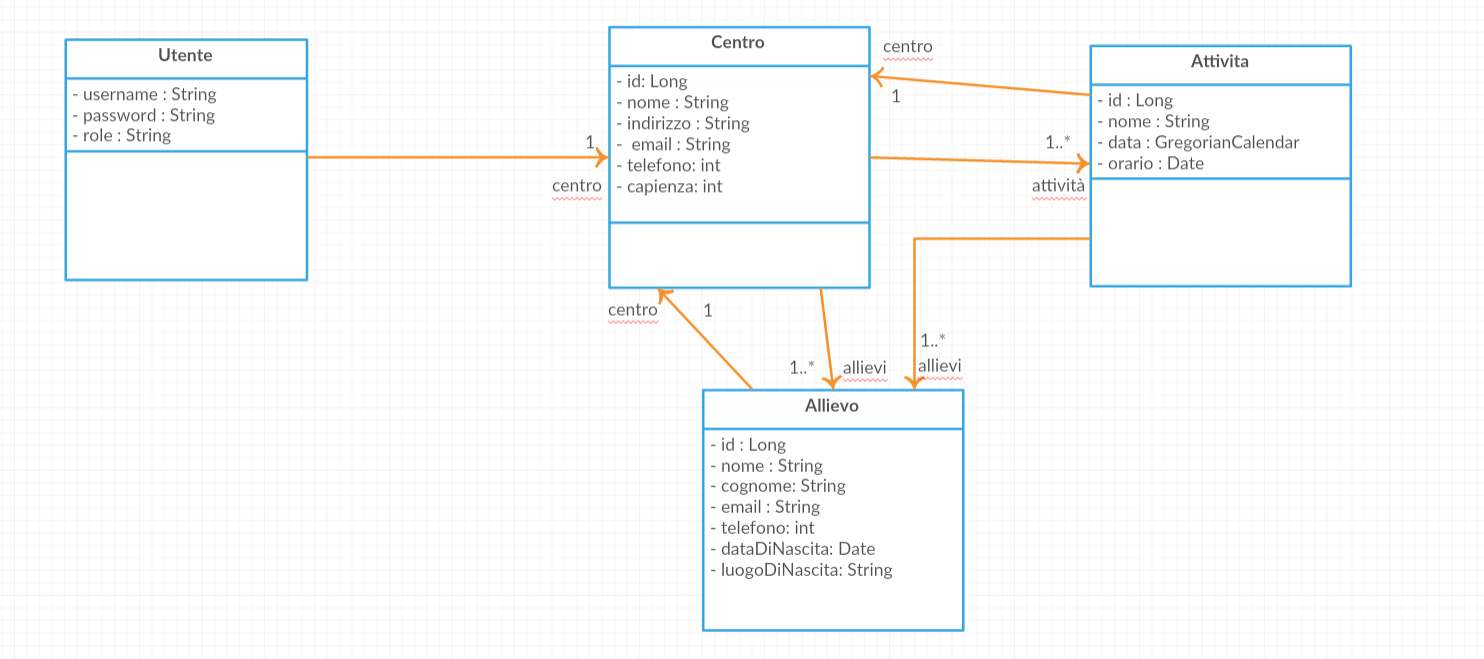 Utente
- username : String
- password : String
- role : String
1
centro
Centro
- id: Long
- nome : String
- indirizzo : String
-  email : String
- telefono: int
- capienza: int
centro
1
1..*
attività
Attivita
- id : Long
- nome : String
- data : GregorianCalendar
- orario : Date
centro
1
1..*
allievi
1..*
allievi
Allievo
- id : Long
- nome : String
- cognome: String
- email : String
- telefono: int
- dataDiNascita: Date
- luogoDiNascita: String